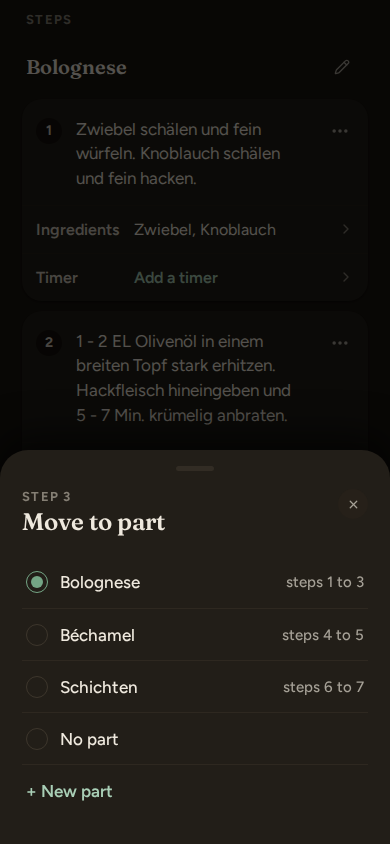 STEPS
Bolognese
1 Zwiebel schälen und fein
würfeln. Knoblauch schälen
und fein hacken.
Ingredients Zwiebel, Knoblauch
Timer Add a timer
2 1 - 2 EL Olivenöl in einem
breiten Topf stark erhitzen.
Hackfleisch hineingeben und
5 - 7 Min. krümelig anbraten.
STEP 3
Move to part
Bolognese steps 1 to 3
Béchamel steps 4 to 5
Schichten steps 6 to 7
No part
+ New part